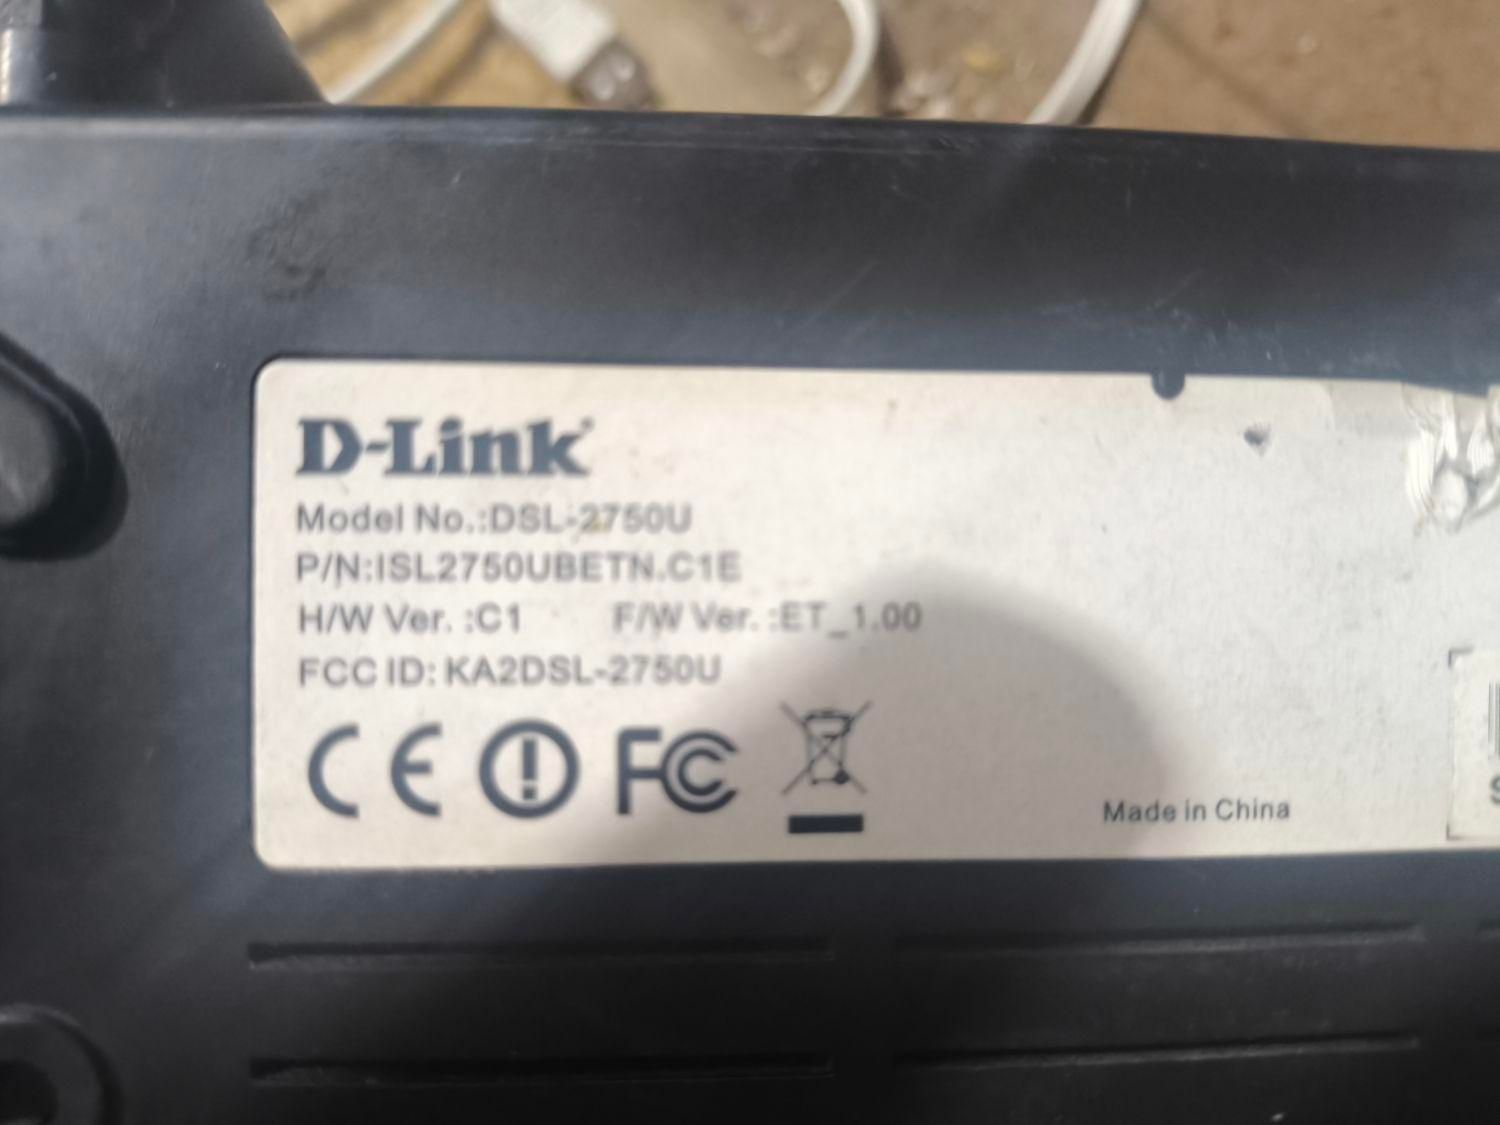 D-Link
Model No.:DSL-2750U
P/N:ISL2750UBETN.C1E
H/W Ver. :C1 F/W Ver. :ET_1.00
FCC ID: KA2DSL-2750U
CE FC
Made in China